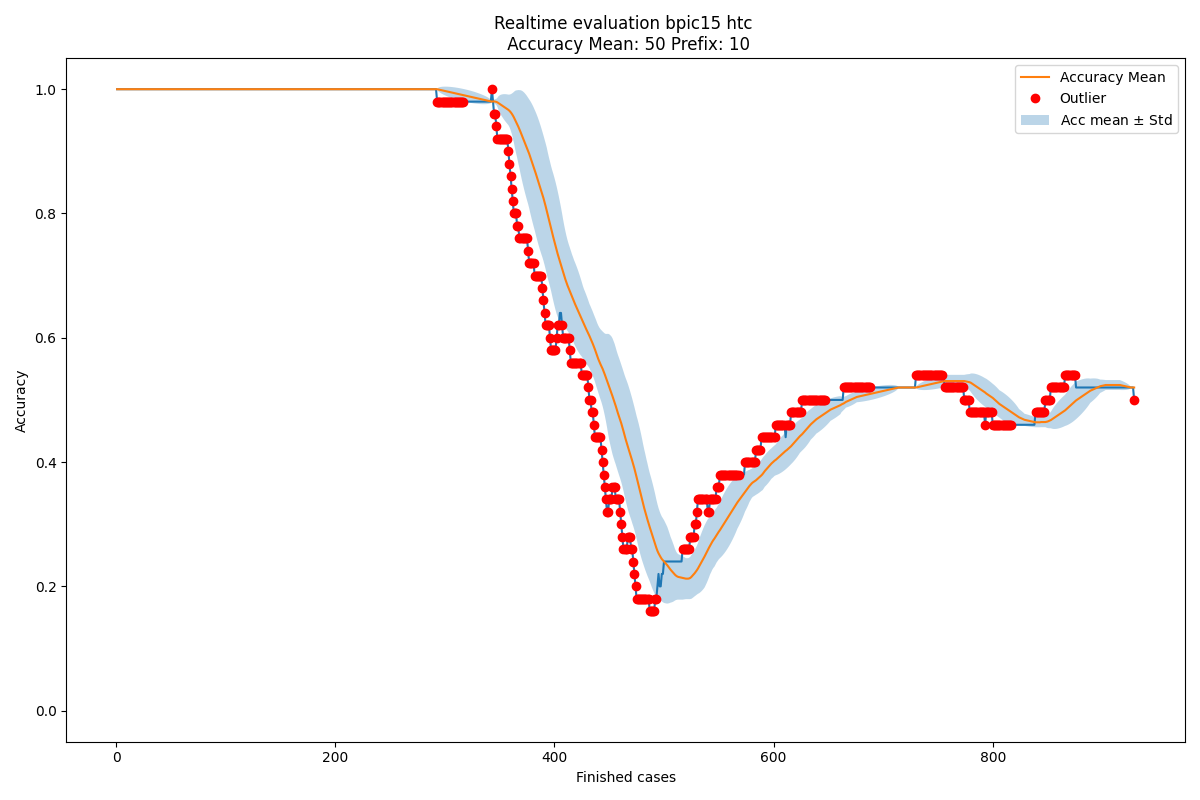 Realtime evaluation bpic15 htc
Accuracy Mean: 50 Prefix: 10
Accuracy Mean
Outlier
Acc mean ± Std
1.0
0.8
0.6
0.4
0.2
0.0
Accuracy
0 200 400 600 800
Finished cases